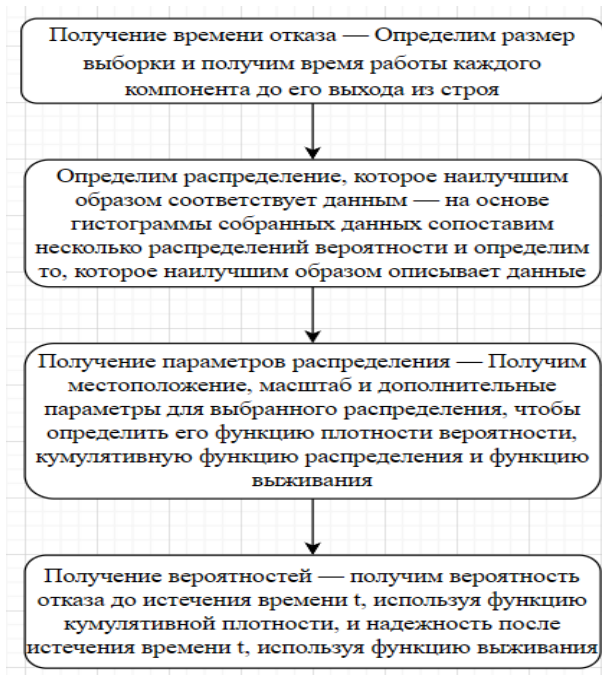 Получение времени отказа — Определим размер
выборки и получим время работы каждого
компонента до его выхода из строя
Определим распределение, которое наилучшим
образом соответствует данным — на основе
гистограммы собранных данных сопоставим
несколько распределений вероятности и определим
то, которое наилучшим образом описывает данные
Получение параметров распределения — Получим
местоположение, масштаб и дополнительные
параметры для выбранного распределения, чтобы
определить его функцию плотности вероятности,
кумулятивную функцию распределения и функцию
выживания
Получение вероятностей — получим вероятность
отказа до истечения времени t, используя функцию
кумулятивной плотности, и надежность после
истечения времени t, используя функцию выживания